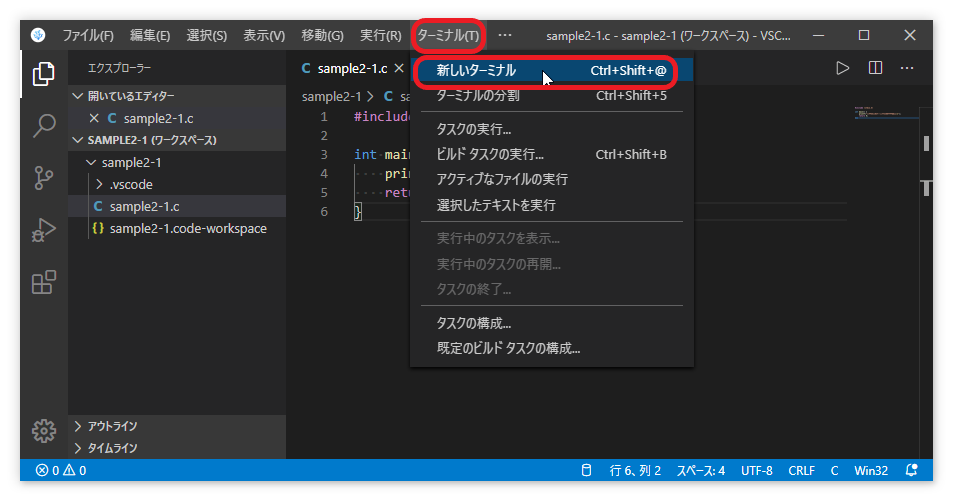 ファイル(F) 編集(E) 選択(S) 表示(V) 移動(G) 実行(R) ターミナル(T) ··· sample2-1.c - sample2-1 (ワークスペース) - VSC...
エクスプローラー
開いているエディター
sample2-1.c
SAMPLE2-1 (ワークスペース)
sample2-1
.vscode
sample2-1.c
sample2-1.code-workspace
アウトライン
タイムライン
sample2-1.c
sample2-1 > C sa
1 #include
2
3 int main
4 ····prin
5 ····retu
6 }
新しいターミナル Ctrl+Shift+@
ターミナルの分割 Ctrl+Shift+5
タスクの実行...
ビルド タスクの実行... Ctrl+Shift+B
アクティブなファイルの実行
選択したテキストを実行
実行中のタスクを表示...
実行中のタスクの再開...
タスクの終了...
タスクの構成...
既定のビルド タスクの構成...
0 0 行 6、列 2 スペース: 4 UTF-8 CRLF C Win32